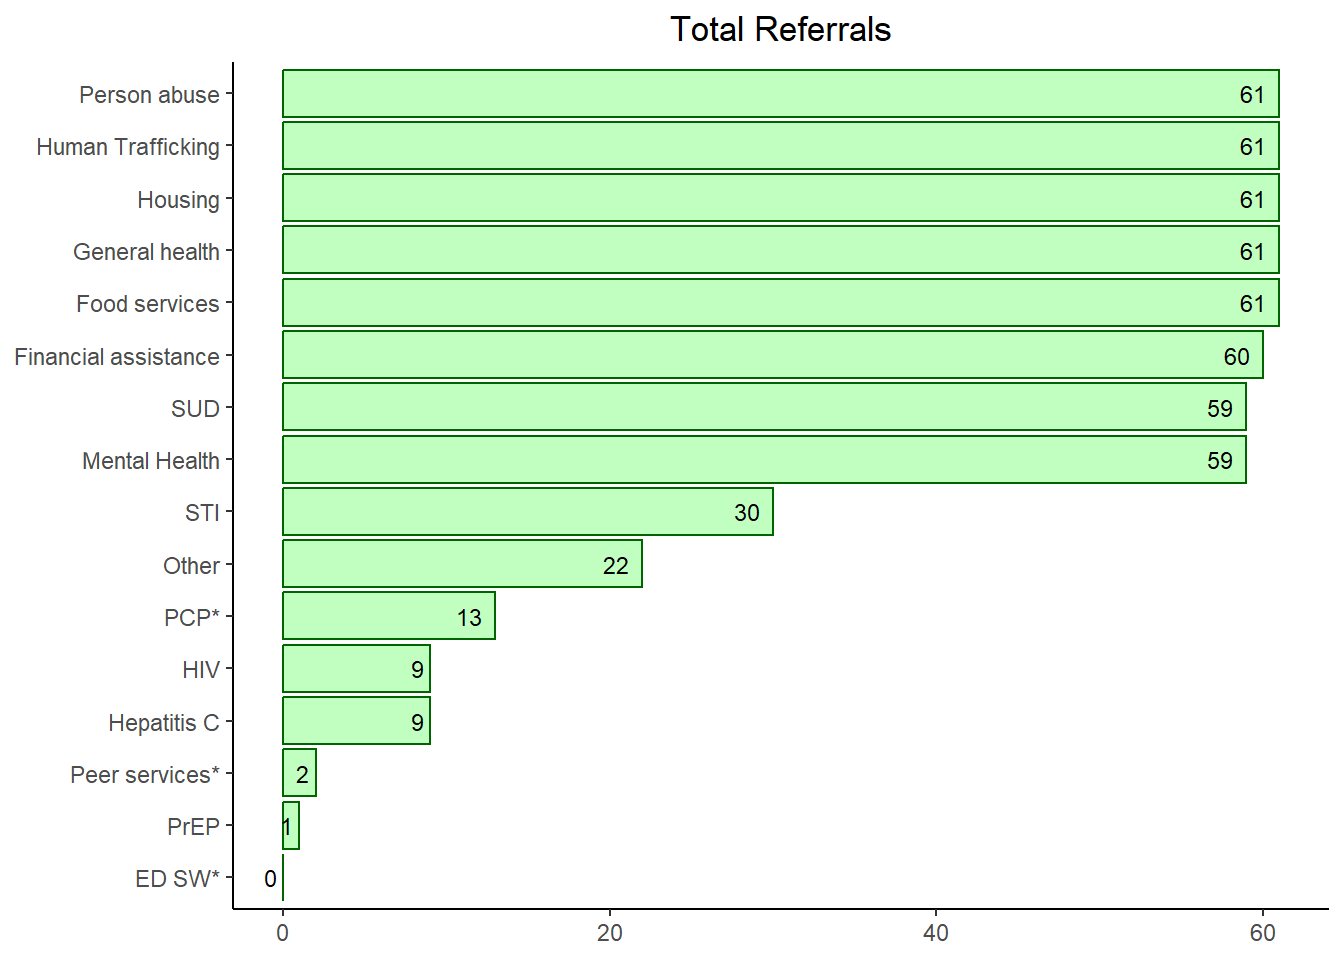 Total Referrals
Person abuse 61
Human Trafficking 61
Housing 61
General health 61
Food services 61
Financial assistance 60
SUD 59
Mental Health 59
STI 30
Other 22
PCP* 13
HIV 9
Hepatitis C 9
Peer services* 2
PrEP 1
ED SW* 0
0 20 40 60